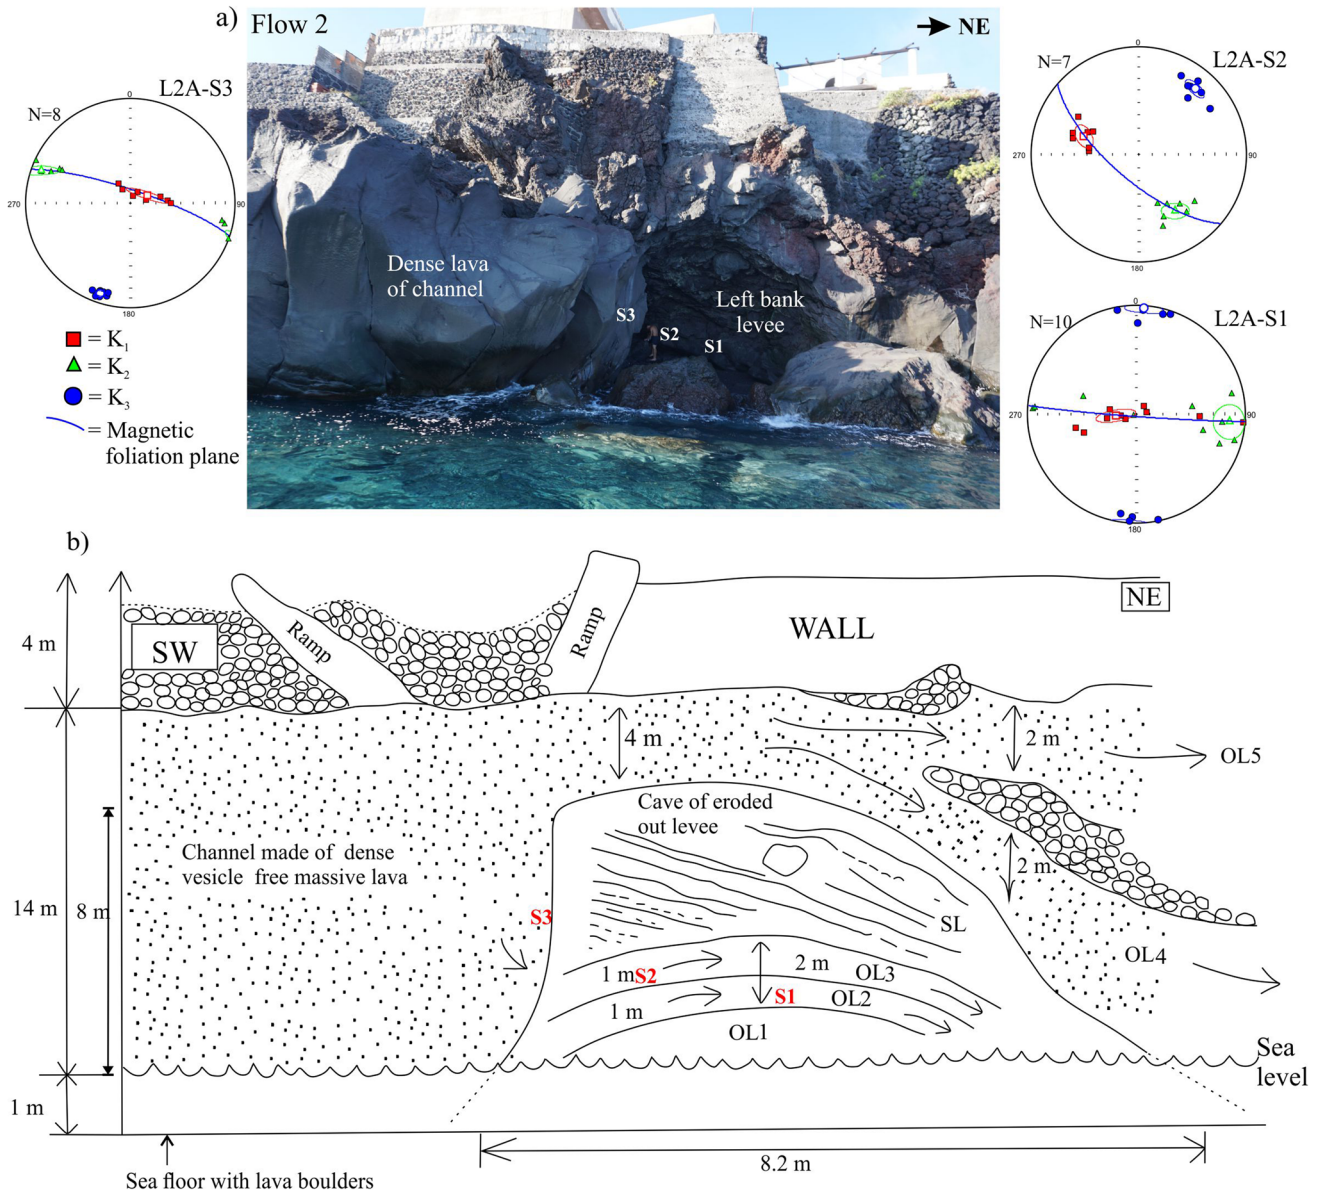 a)
Flow 2
NE
L2A-S3
N=8
0
270
90
180
= K1
= K2
= K3
= Magnetic
foliation plane
Dense lava
of channel
S3
S2
S1
Left bank
levee
L2A-S2
N=7
0
270
90
180
L2A-S1
N=10
0
270
90
180
b)
4 m
SW
Ramp
Ramp
WALL
NE
4 m
2 m
OL5
Cave of eroded
out levee
Channel made of dense
vesicle free massive lava
14 m
8 m
2 m
S3
SL
OL4
1 m
S2
2 m
OL3
S1
OL2
1 m
OL1
Sea
level
1 m
8.2 m
Sea floor with lava boulders